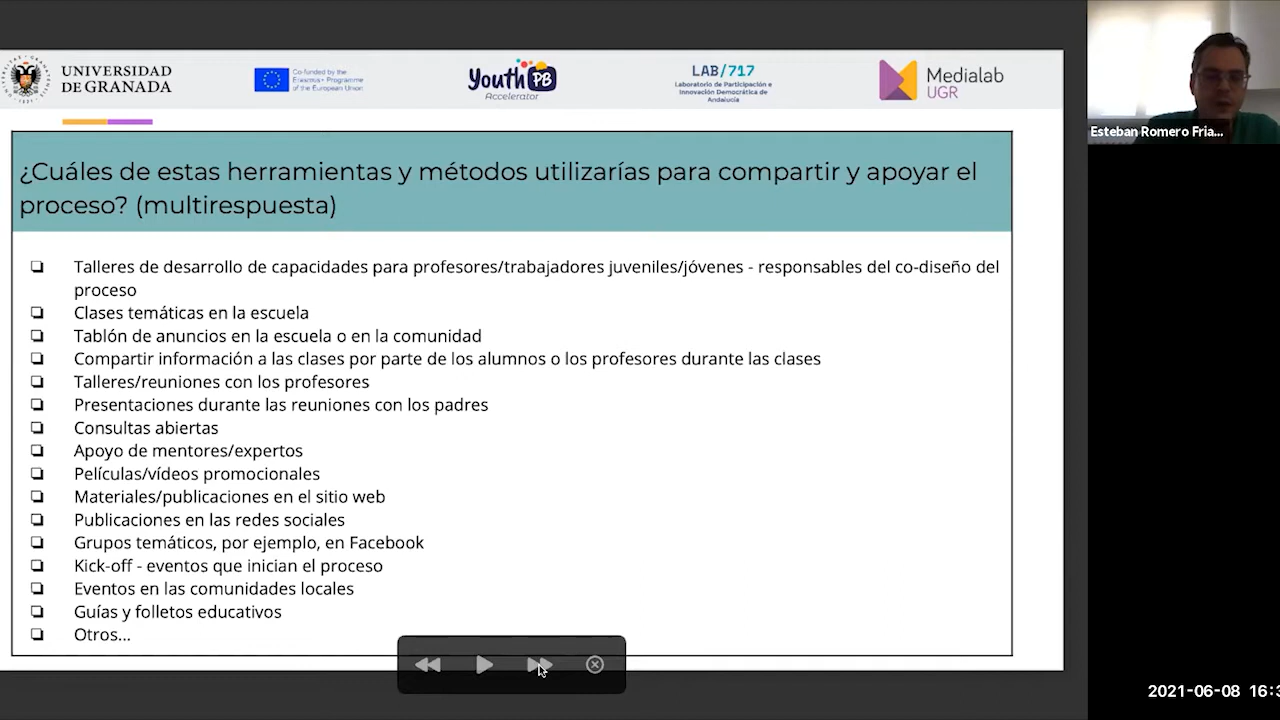 UNIVERSIDAD
DE GRANADA
Co-funded by the
Erasmus+ Programme
of the European Union
Youth PB
Accelerator
LAB/717
Laboratorio de Participación e
Innovación Democrática de
Andalucía
Medialab
UGR
Esteban Romero Fria...
¿Cuáles de estas herramientas y métodos utilizarías para compartir y apoyar el
proceso? (multirespuesta)
❏ Talleres de desarrollo de capacidades para profesores/trabajadores juveniles/jóvenes - responsables del co-diseño del
proceso
❏ Clases temáticas en la escuela
❏ Tablón de anuncios en la escuela o en la comunidad
❏ Compartir información a las clases por parte de los alumnos o los profesores durante las clases
❏ Talleres/reuniones con los profesores
❏ Presentaciones durante las reuniones con los padres
❏ Consultas abiertas
❏ Apoyo de mentores/expertos
❏ Películas/vídeos promocionales
❏ Materiales/publicaciones en el sitio web
❏ Publicaciones en las redes sociales
❏ Grupos temáticos, por ejemplo, en Facebook
❏ Kick-off - eventos que inician el proceso
❏ Eventos en las comunidades locales
❏ Guías y folletos educativos
❏ Otros...
2021-06-08 16:3